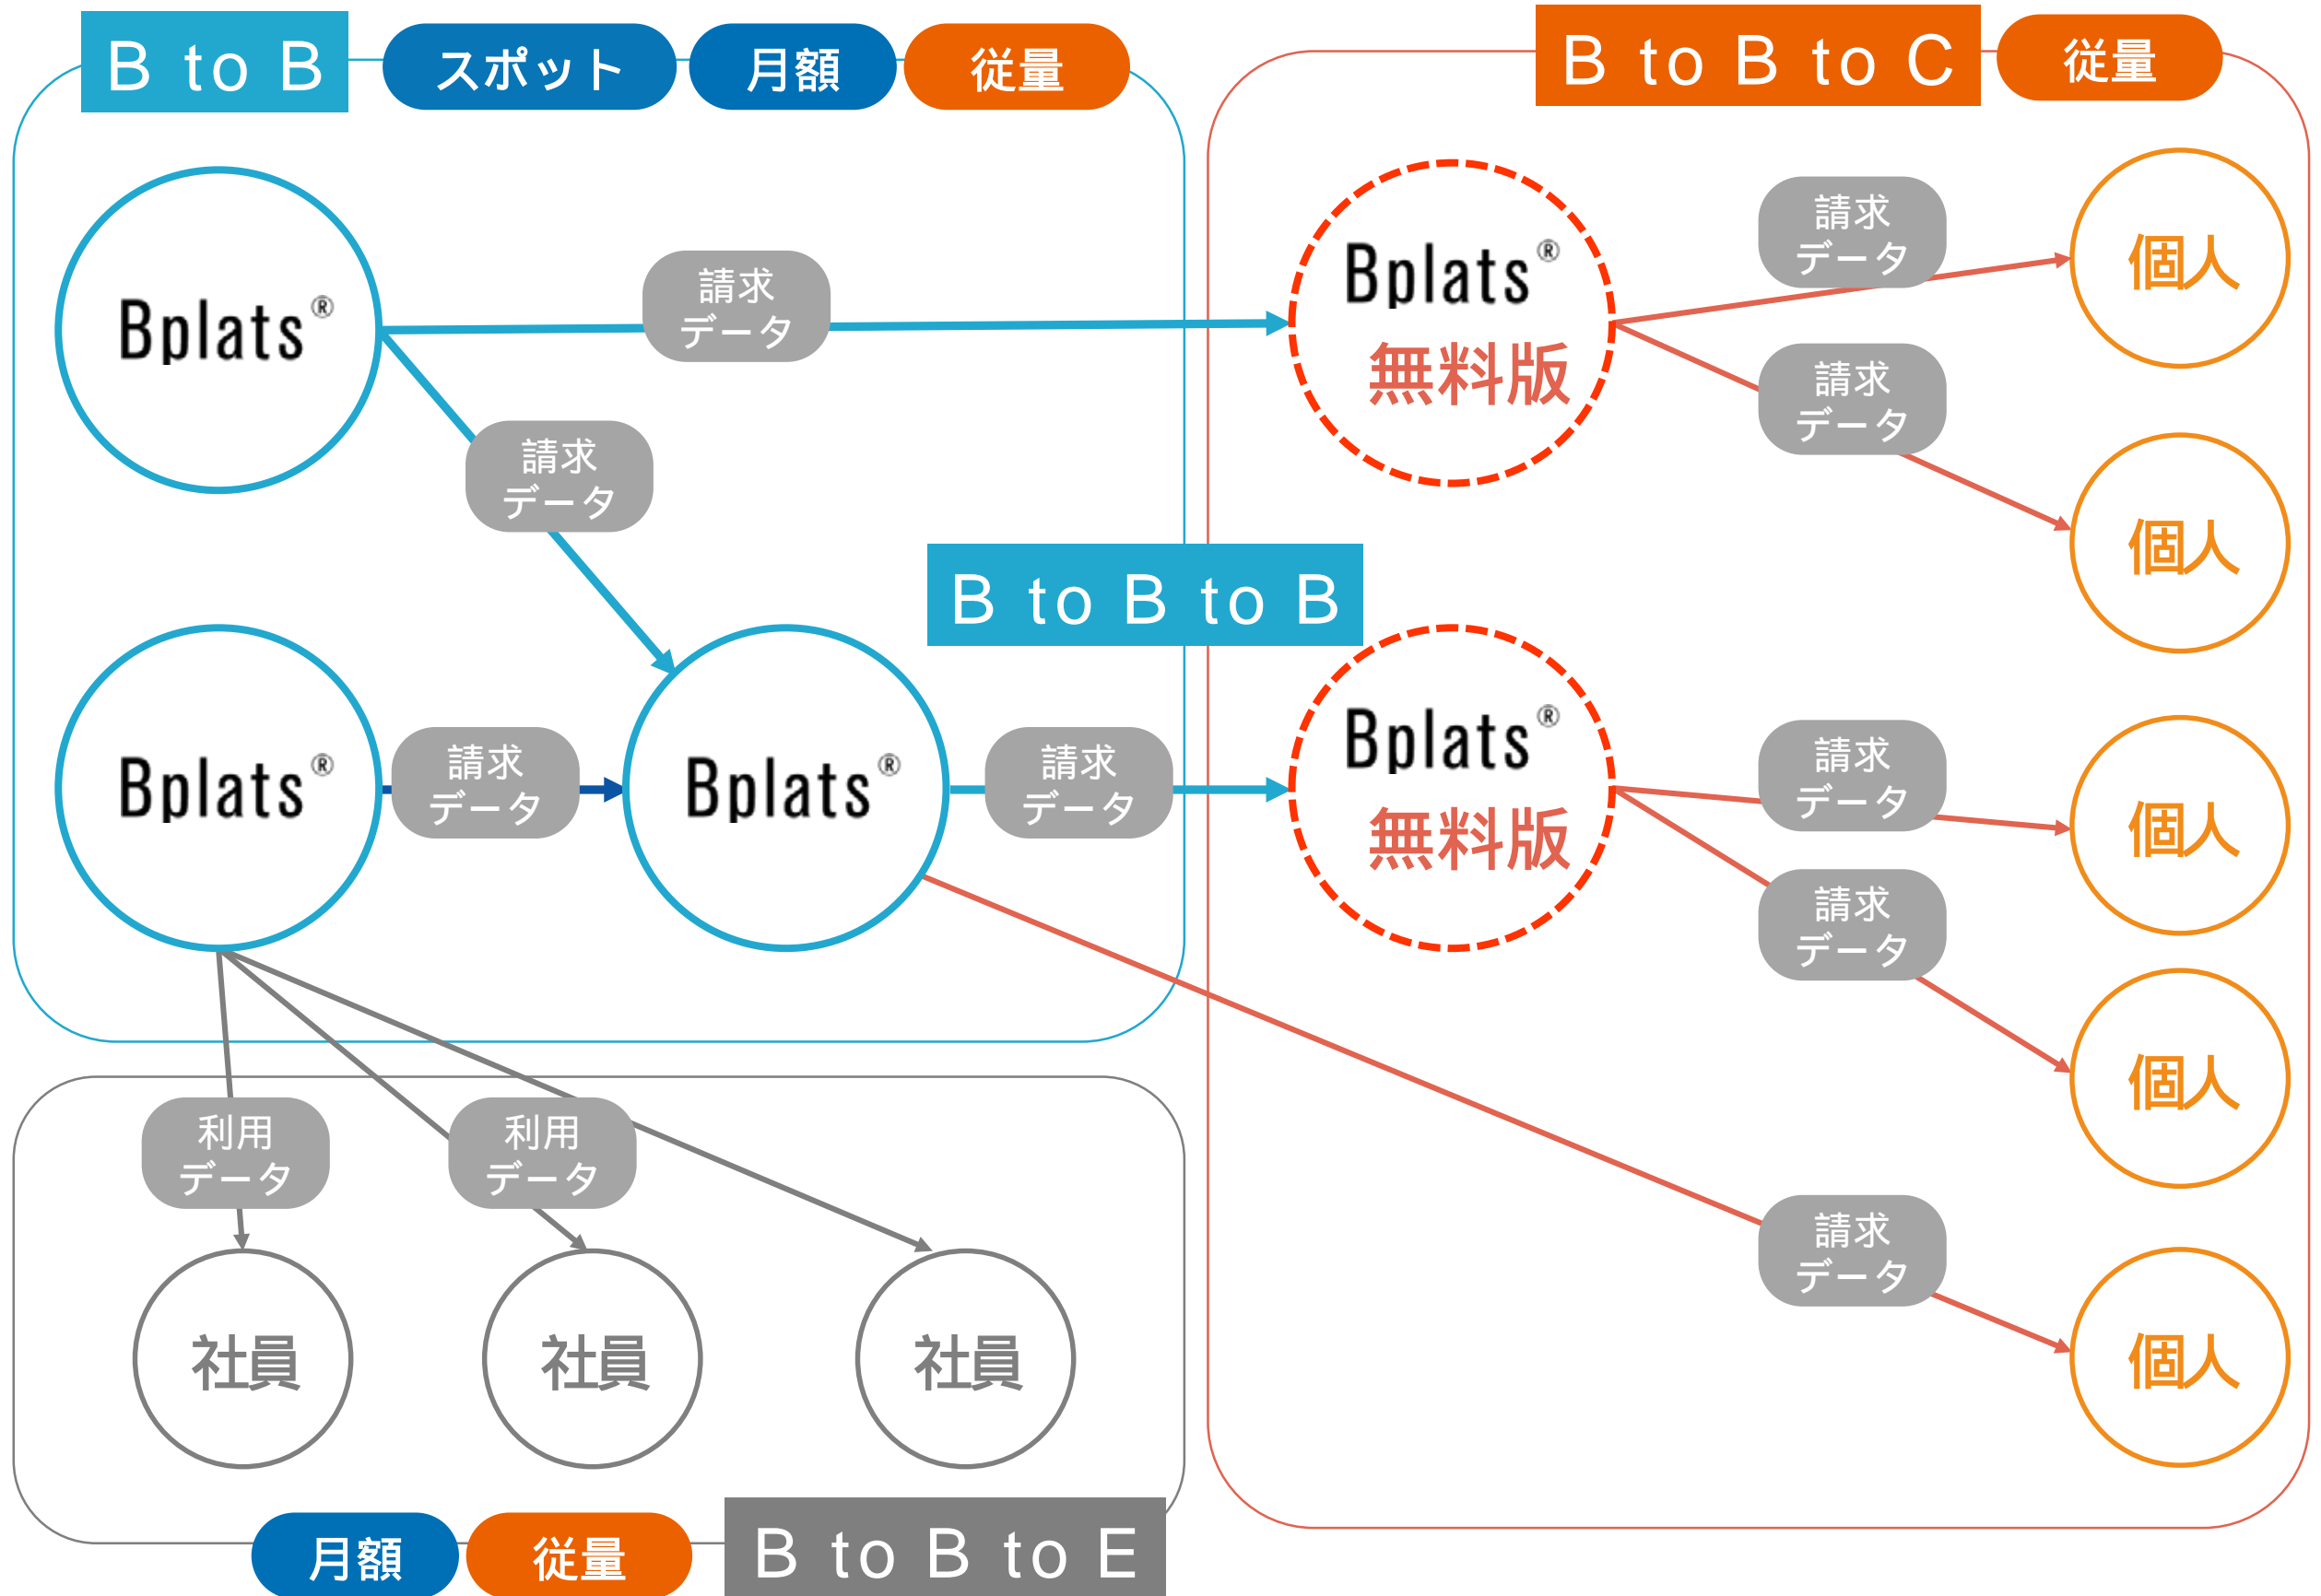 B to B
スポット
月額
従量
B to B to C
従量
Bplats®
請求
データ
請求
データ
Bplats®
無料版
請求
データ
請求
データ
個人
個人
B to B to B
Bplats®
請求
データ
Bplats®
請求
データ
Bplats®
無料版
請求
データ
請求
データ
個人
個人
利用
データ
利用
データ
請求
データ
社員
社員
社員
個人
月額
従量
B to B to E